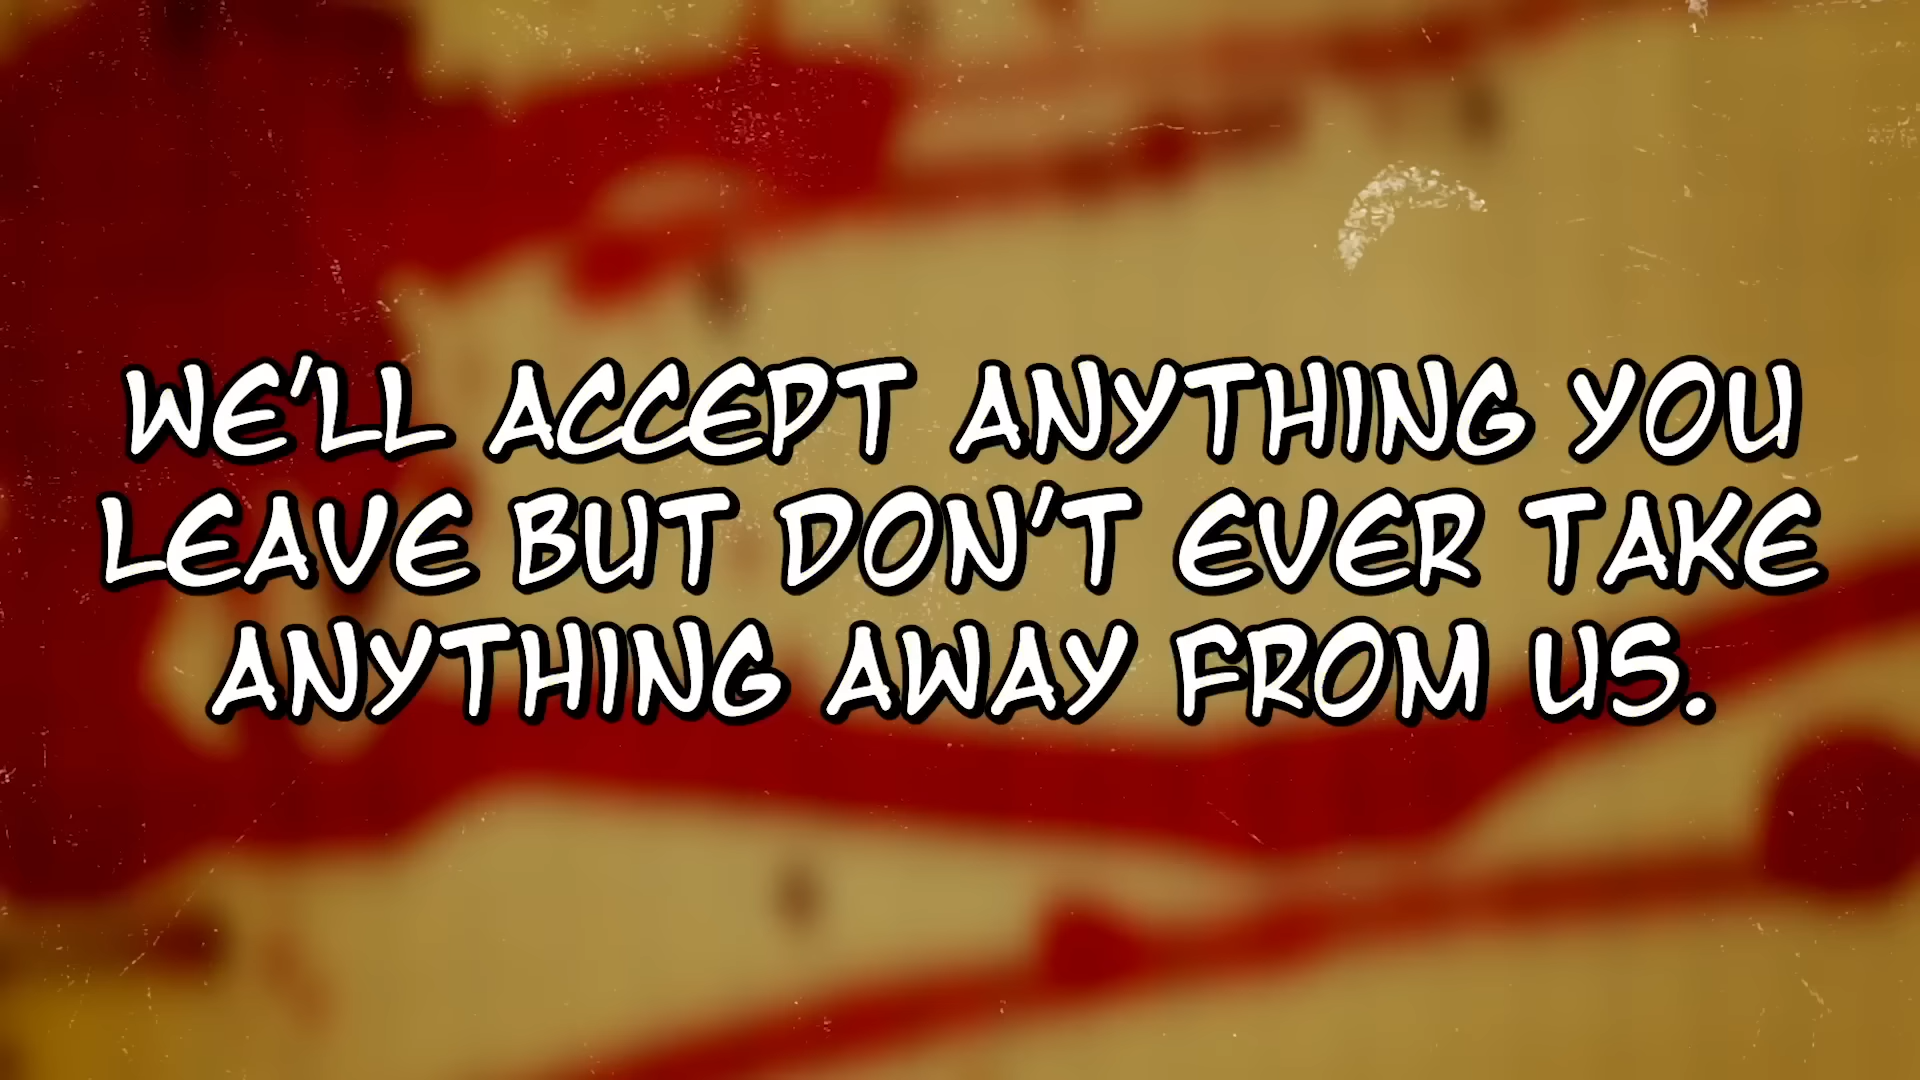 WE'LL ACCEPT ANYTHING YOU
LEAVE BUT DON'T EVER TAKE
ANYTHING AWAY FROM US.